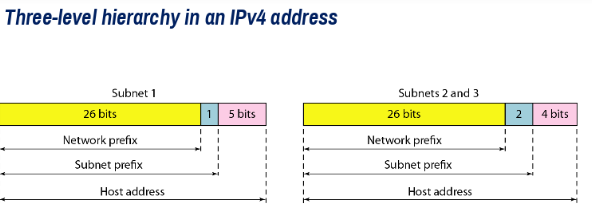 Three-level hierarchy in an IPv4 address
Subnet 1
26 bits 1 5 bits
Network prefix
Subnet prefix
Host address
Subnets 2 and 3
26 bits 2 4 bits
Network prefix
Subnet prefix
Host address